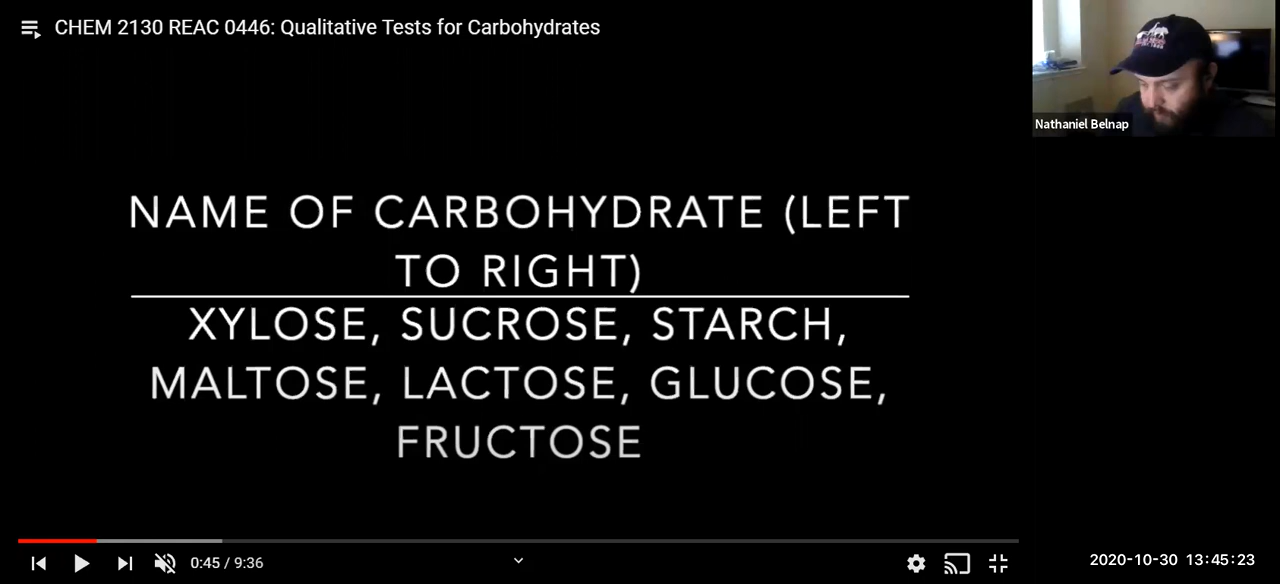 CHEM 2130 REAC 0446: Qualitative Tests for Carbohydrates
Nathaniel Belnap
NAME OF CARBOHYDRATE (LEFT
TO RIGHT)
XYLOSE, SUCROSE, STARCH,
MALTOSE, LACTOSE, GLUCOSE,
FRUCTOSE
0:45 / 9:36
2020-10-30 13:45:23